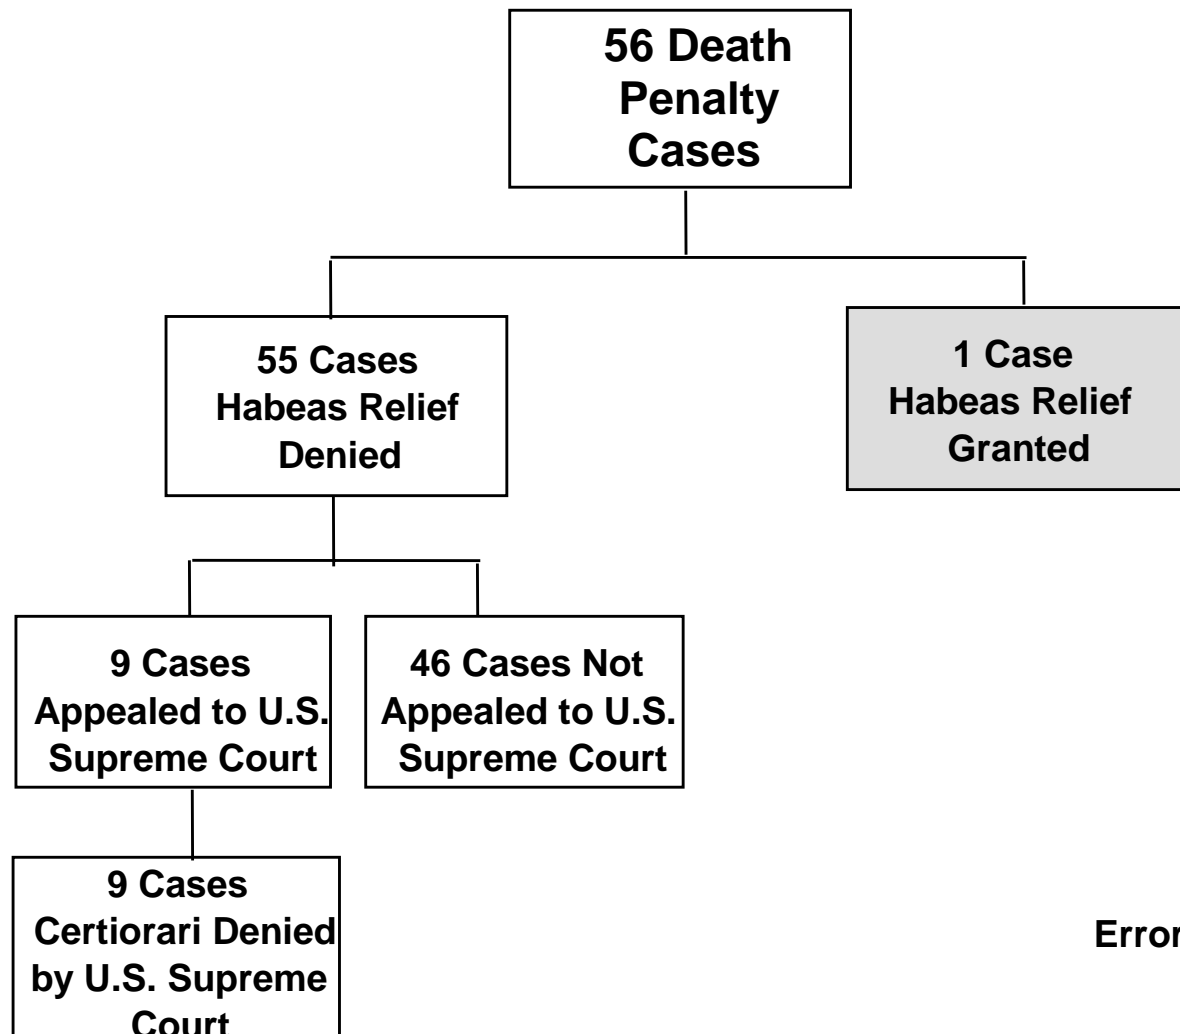 56 Death
Penalty
Cases
55 Cases
Habeas Relief
Denied
1 Case
Habeas Relief
Granted
9 Cases
Appealed to U.S.
Supreme Court
46 Cases Not
Appealed to U.S.
Supreme Court
9 Cases
Certiorari Denied
by U.S. Supreme
Court
Error